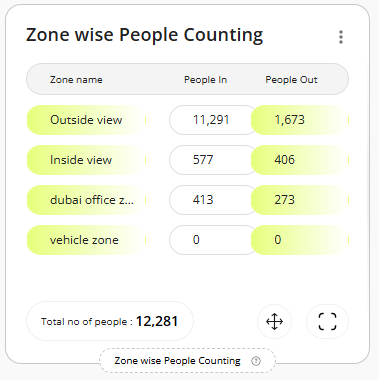 Zone wise People Counting
Zone name People In People Out
Outside view 11,291 1,673
Inside view 577 406
dubai office z... 413 273
vehicle zone 0 0
Total no of people : 12,281
Zone wise People Counting ?